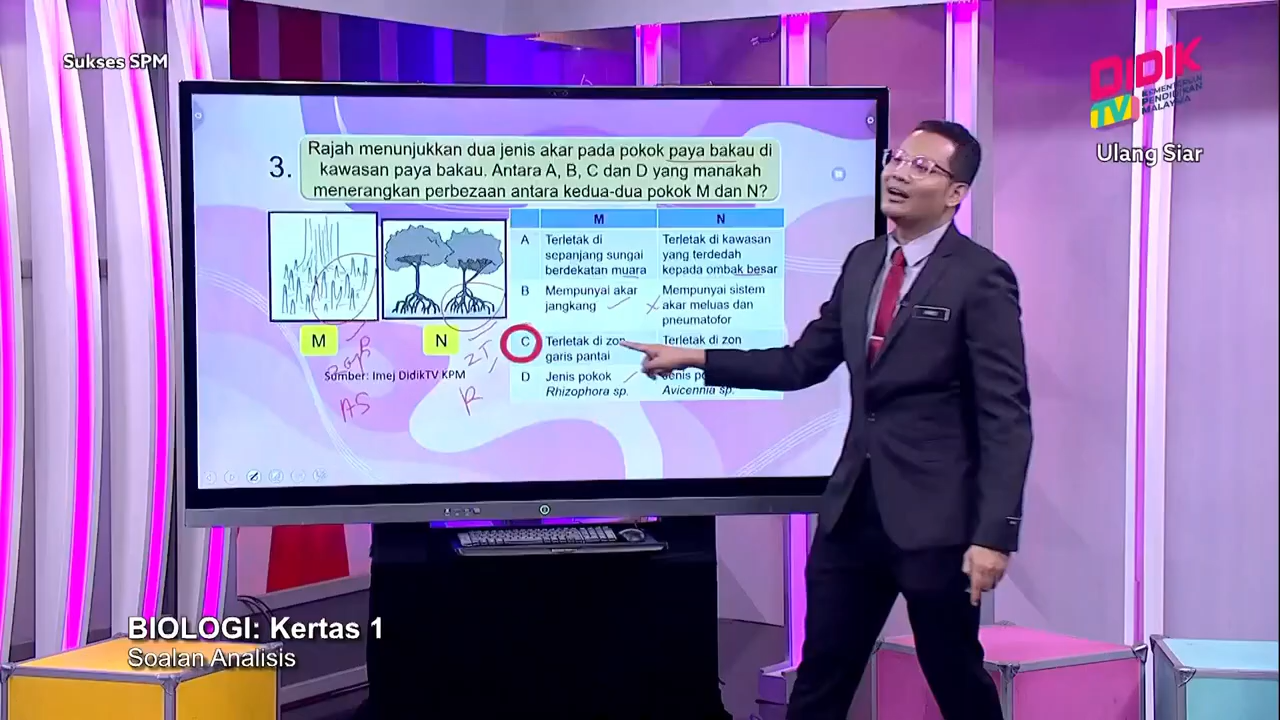 Sukses SPM
DIDIK
TV
KEMENTERIAN
PENDIDIKAN
MALAYSIA
Ulang Siar
3.
Rajah menunjukkan dua jenis akar pada pokok paya bakau di
kawasan paya bakau. Antara A, B, C dan D yang manakah
menerangkan perbezaan antara kedua-dua pokok M dan N?
M N
A Terletak di Terletak di kawasan
sepanjang sungai yang terdedah
berdekatan muara kepada ombak besar
B Mempunyai akar Mempunyai sistem
jangkang akar meluas dan
pneumatofor
C Terletak di zon Terletak di zon
garis pantai
D Jenis pokok Jenis
Rhizophora sp. Avicennia sp.
M
N
Sumber: Imej DidikTV KPM
ZT
AS
R
BIOLOGI: Kertas 1
Soalan Analisis